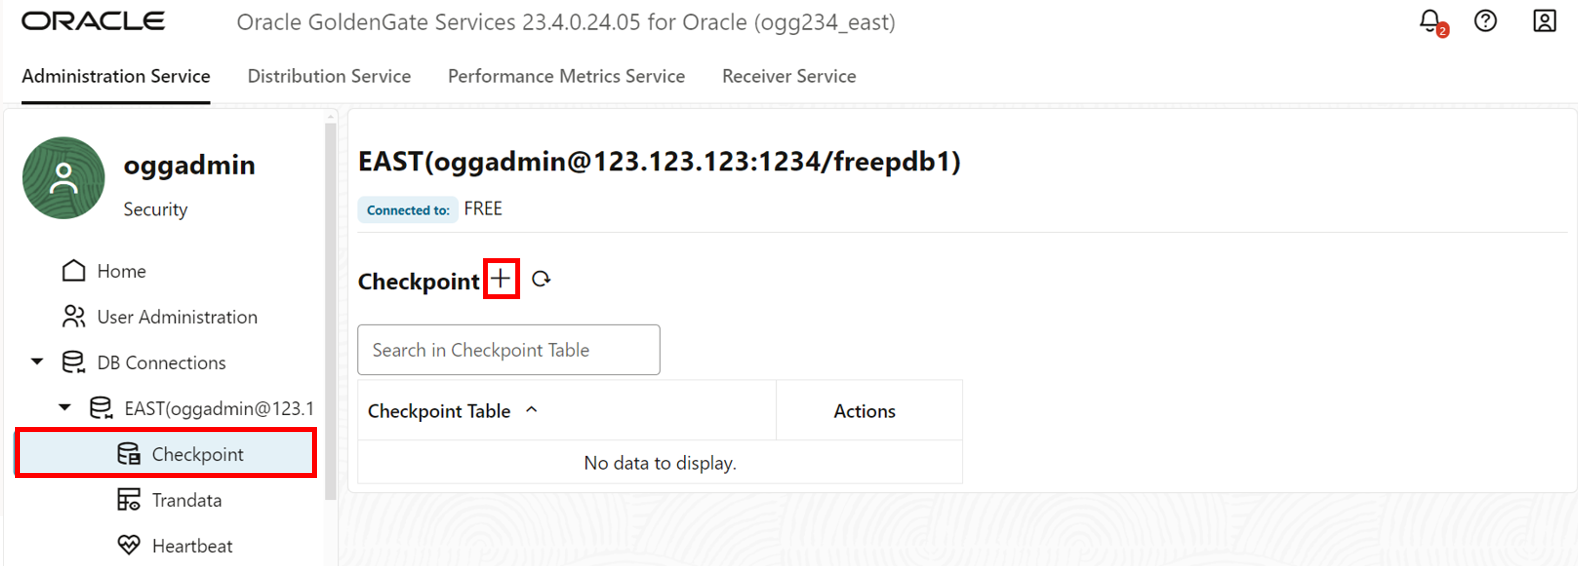 ORACLE Oracle GoldenGate Services 23.4.0.24.05 for Oracle (ogg234_east) 2
Administration Service Distribution Service Performance Metrics Service Receiver Service
oggadmin
Security
Home
User Administration
DB Connections
EAST(oggadmin@123.1
Checkpoint
Trandata
Heartbeat
EAST(oggadmin@123.123.123:1234/freepdb1)
Connected to: FREE
Checkpoint
Search in Checkpoint Table
Checkpoint Table Actions
No data to display.